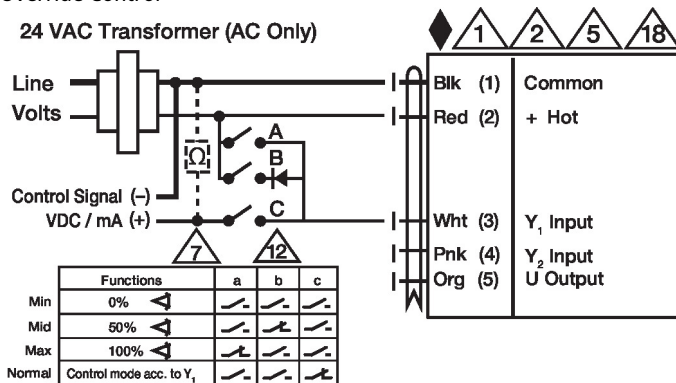 Override Control
24 VAC Transformer (AC Only)
1 2 5 18
Line
Volts
Blk (1) Common
Red (2) + Hot
A
Ω
B
Control Signal (–)
VDC / mA (+)
C
Wht (3) Y1 Input
7
12
Pnk (4) Y2 Input
Org (5) U Output
Functions a b c
Min 0%
Mid 50%
Max 100%
Normal Control mode acc. to Y1